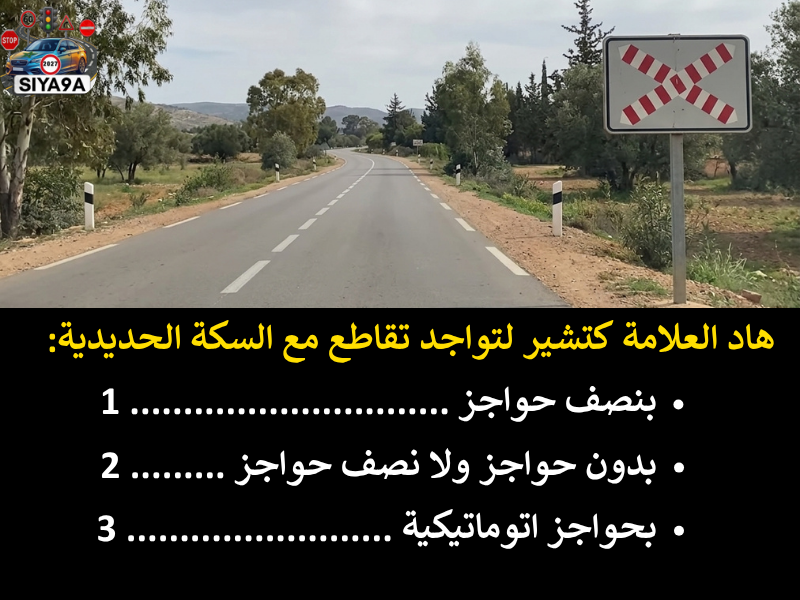 60
STOP
2027
SIYA9A
هاد العلامة كتشير لتواجد تقاطع مع السكة الحديدية:
• بنصف حواجز .............................. 1
• بدون حواجز ولا نصف حواجز ......... 2
• بحواجز اتوماتيكية ......................... 3